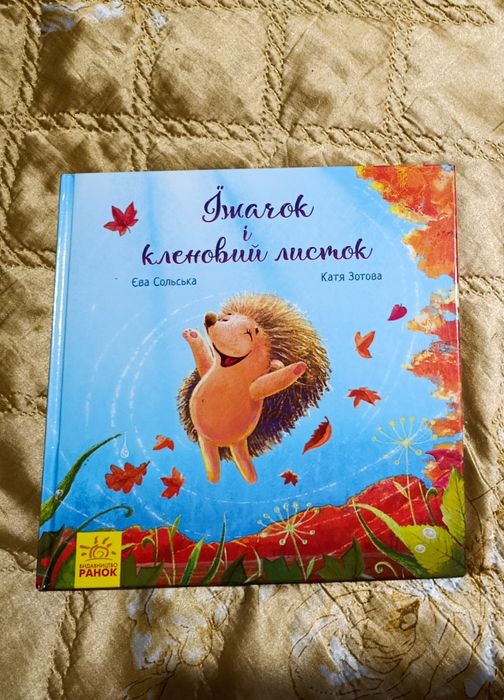 Їжачок
і
кленовий листок
Єва Сольська
Катя Зотова
ВИДАВНИЦТВО
РАНОК